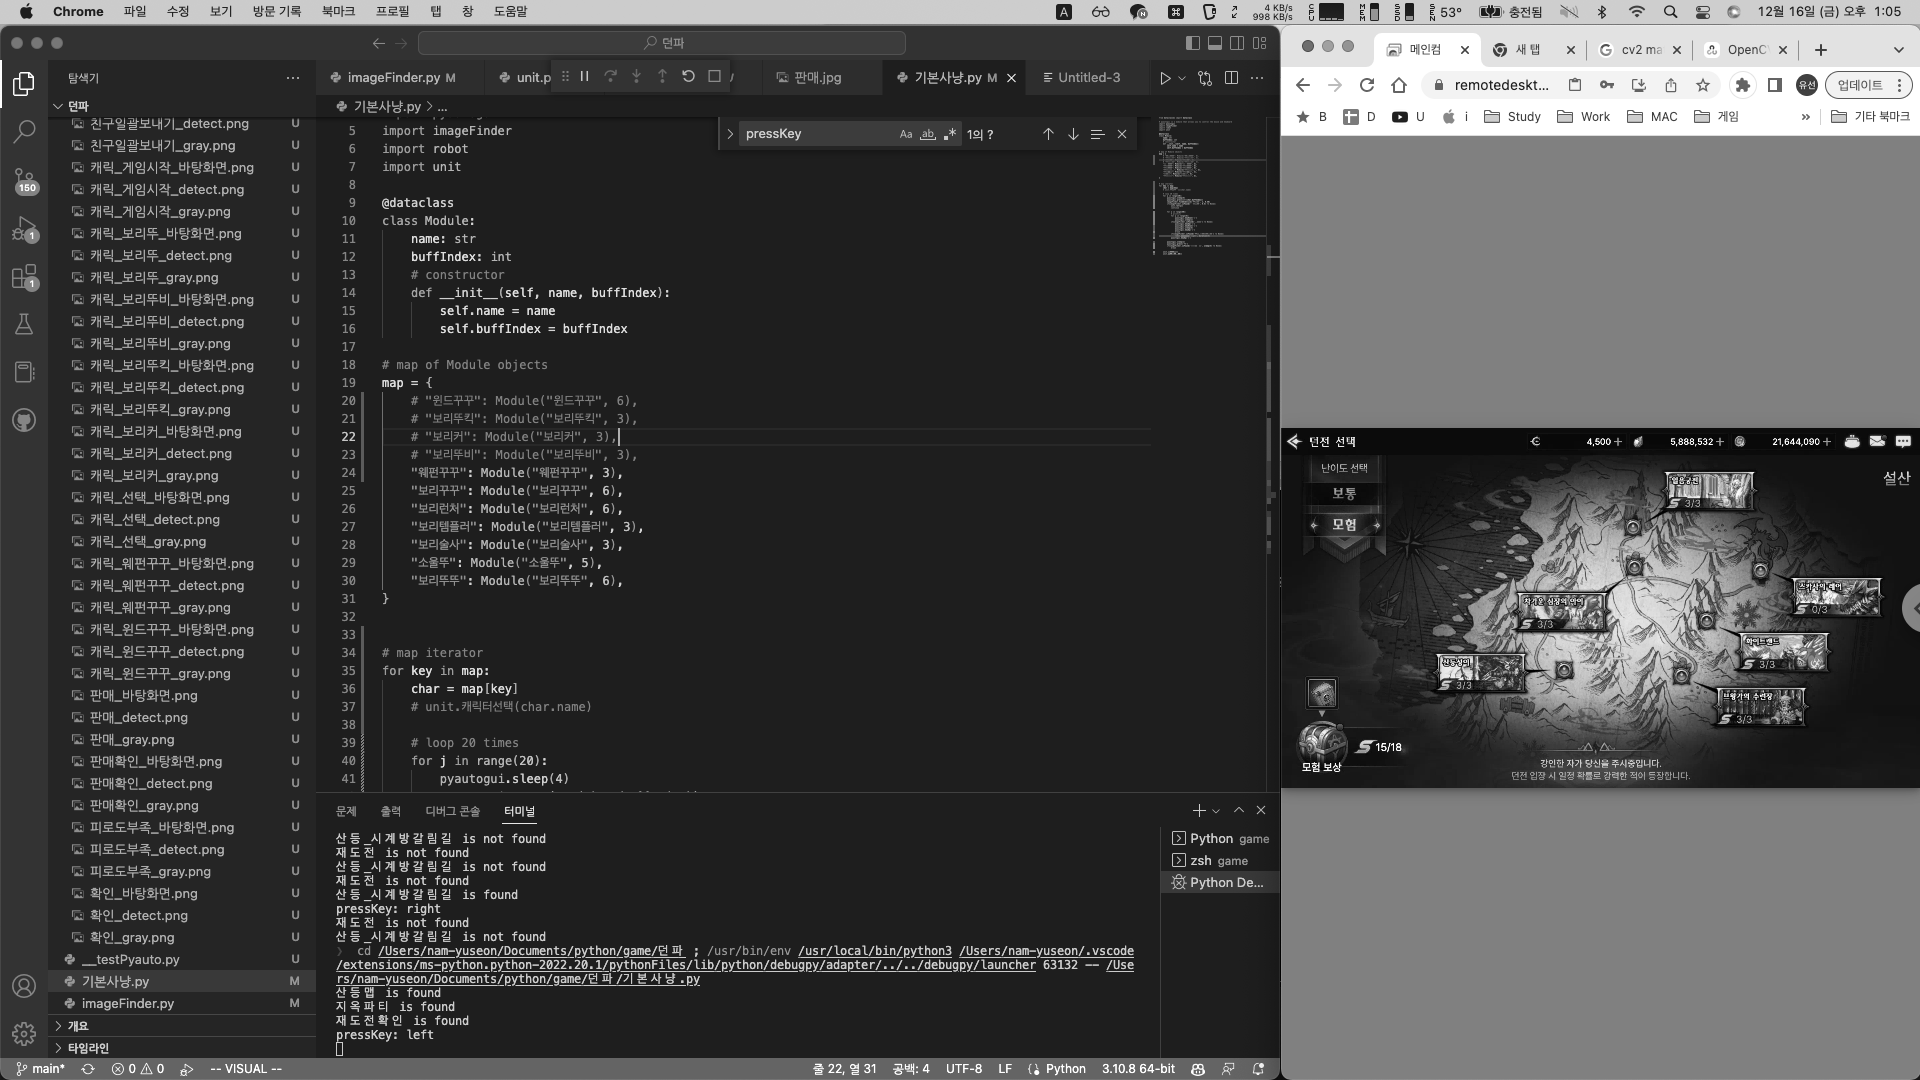 Chrome 파일 수정 보기 방문 기록 북마크 프로필 탭 창 도움말
4 KB/s
998 KB/s
53° 충전됨 12월 16일 (금) 오후 1:05
던파
탐색기
던파
친구일괄보내기_detect.png U
친구일괄보내기_gray.png U
캐릭_게임시작_바탕화면.png U
캐릭_게임시작_detect.png U
캐릭_게임시작_gray.png U
캐릭_보리뚜_바탕화면.png U
캐릭_보리뚜_detect.png U
캐릭_보리뚜_gray.png U
캐릭_보리뚜비_바탕화면.png U
캐릭_보리뚜비_detect.png U
캐릭_보리뚜비_gray.png U
캐릭_보리뚜킥_바탕화면.png U
캐릭_보리뚜킥_detect.png U
캐릭_보리뚜킥_gray.png U
캐릭_보리커_바탕화면.png U
캐릭_보리커_detect.png U
캐릭_보리커_gray.png U
캐릭_선택_바탕화면.png U
캐릭_선택_detect.png U
캐릭_선택_gray.png U
캐릭_웨펀꾸꾸_바탕화면.png U
캐릭_웨펀꾸꾸_detect.png U
캐릭_웨펀꾸꾸_gray.png U
캐릭_윈드꾸꾸_바탕화면.png U
캐릭_윈드꾸꾸_detect.png U
캐릭_윈드꾸꾸_gray.png U
판매_바탕화면.png U
판매_detect.png U
판매_gray.png U
판매확인_바탕화면.png U
판매확인_detect.png U
판매확인_gray.png U
피로도부족_바탕화면.png U
피로도부족_detect.png U
피로도부족_gray.png U
확인_바탕화면.png U
확인_detect.png U
확인_gray.png U
__testPyauto.py U
기본사냥.py M
imageFinder.py M
개요
타임라인
150
1
1
imageFinder.py M unit.p 판매.jpg 기본사냥.py M Untitled-3
기본사냥.py > ...
pressKey Aa ab 1의 ?
5 import imageFinder
6 import robot
7 import unit
8
9 @dataclass
10 class Module:
11 name: str
12 buffIndex: int
13 # constructor
14 def __init__(self, name, buffIndex):
15 self.name = name
16 self.buffIndex = buffIndex
17
18 # map of Module objects
19 map = {
20 # "윈드꾸꾸": Module("윈드꾸꾸", 6),
21 # "보리뚜킥": Module("보리뚜킥", 3),
22 # "보리커": Module("보리커", 3),
23 # "보리뚜비": Module("보리뚜비", 3),
24 "웨펀꾸꾸": Module("웨펀꾸꾸", 3),
25 "보리꾸꾸": Module("보리꾸꾸", 6),
26 "보리런처": Module("보리런처", 6),
27 "보리템플러": Module("보리템플러", 3),
28 "보리술사": Module("보리술사", 3),
29 "소울뚜": Module("소울뚜", 5),
30 "보리뚜뚜": Module("보리뚜뚜", 6),
31 }
32
33
34 # map iterator
35 for key in map:
36 char = map[key]
37 # unit.캐릭터선택(char.name)
38
39 # loop 20 times
40 for j in range(20):
41 pyautogui.sleep(4)
문제 출력 디버그 콘솔 터미널
산등_시계방갈림길 is not found
재도전 is not found
산등_시계방갈림길 is not found
재도전 is not found
산등_시계방갈림길 is found
pressKey: right
재도전 is not found
산등_시계방갈림길 is not found
cd /Users/nam-yuseon/Documents/python/game/던파 ; /usr/bin/env /usr/local/bin/python3 /Users/nam-yuseon/.vscode
/extensions/ms-python.python-2022.20.1/pythonFiles/lib/python/debugpy/adapter/../../debugpy/launcher 63132 -- /Use
rs/nam-yuseon/Documents/python/game/던파/기본사냥.py
산등맵 is found
지옥파티 is found
재도전확인 is found
pressKey: left
Python game
zsh game
Python De...
main* 0 0 -- VISUAL -- 줄 22, 열 31 공백: 4 UTF-8 LF Python 3.10.8 64-bit
메인컴 새 탭 cv2 ma OpenC
remotedeskt... 유선 업데이트
B D U i Study Work MAC 게임 » 기타 북마크
던전 선택 4,500 + 5,888,532 + 21,644,090 +
난이도 선택
보통
모험
설산
3/3
스카사의 레어
0/3
차가운 심장의 아이
3/3
화이트랜드
3/3
산등성이
3/3
브왕가의 수련장
3/3
15/18
모험 보상
강인한 자가 당신을 주시중입니다.
던전 입장 시 일정 확률로 강력한 적이 등장합니다.